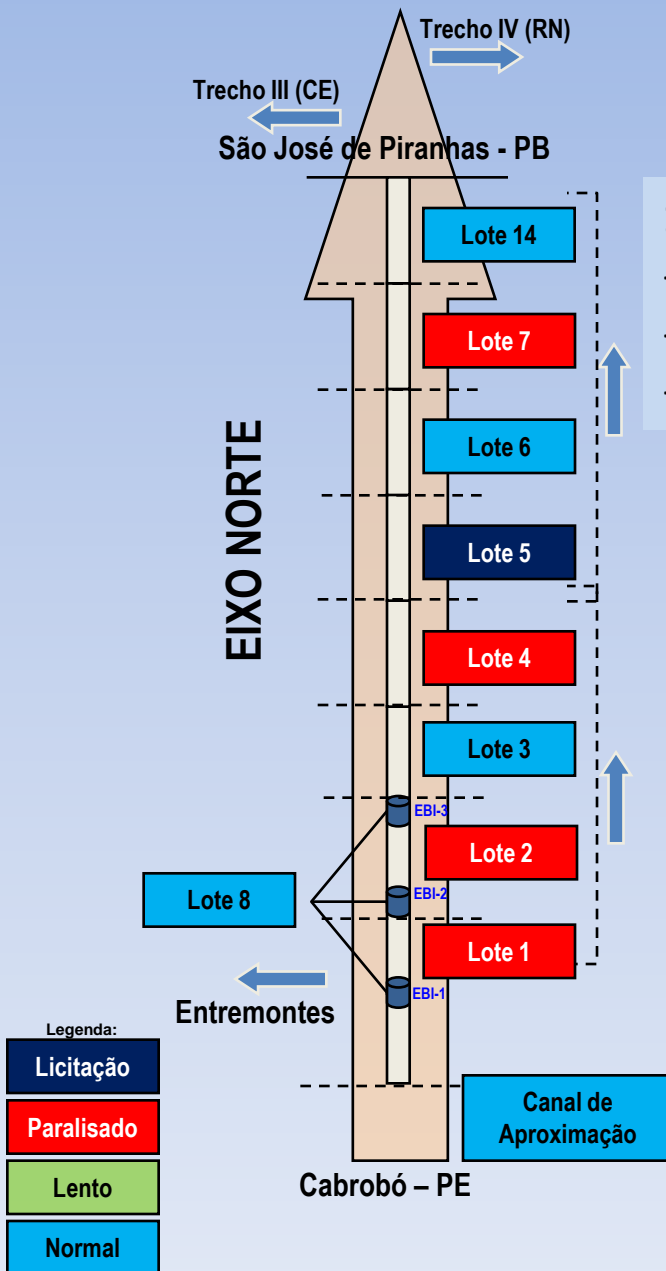 Trecho IV (RN)
Trecho III (CE)
São José de Piranhas - PB
Lote 14
Lote 7
Lote 6
EIXO NORTE
Lote 5
Lote 4
Lote 3
EBI-3
Lote 2
Lote 8
EBI-2
Lote 1
EBI-1
Entremontes
Legenda:
Licitação
Paralisado
Lento
Normal
Canal de
Aproximação
Cabrobó – PE